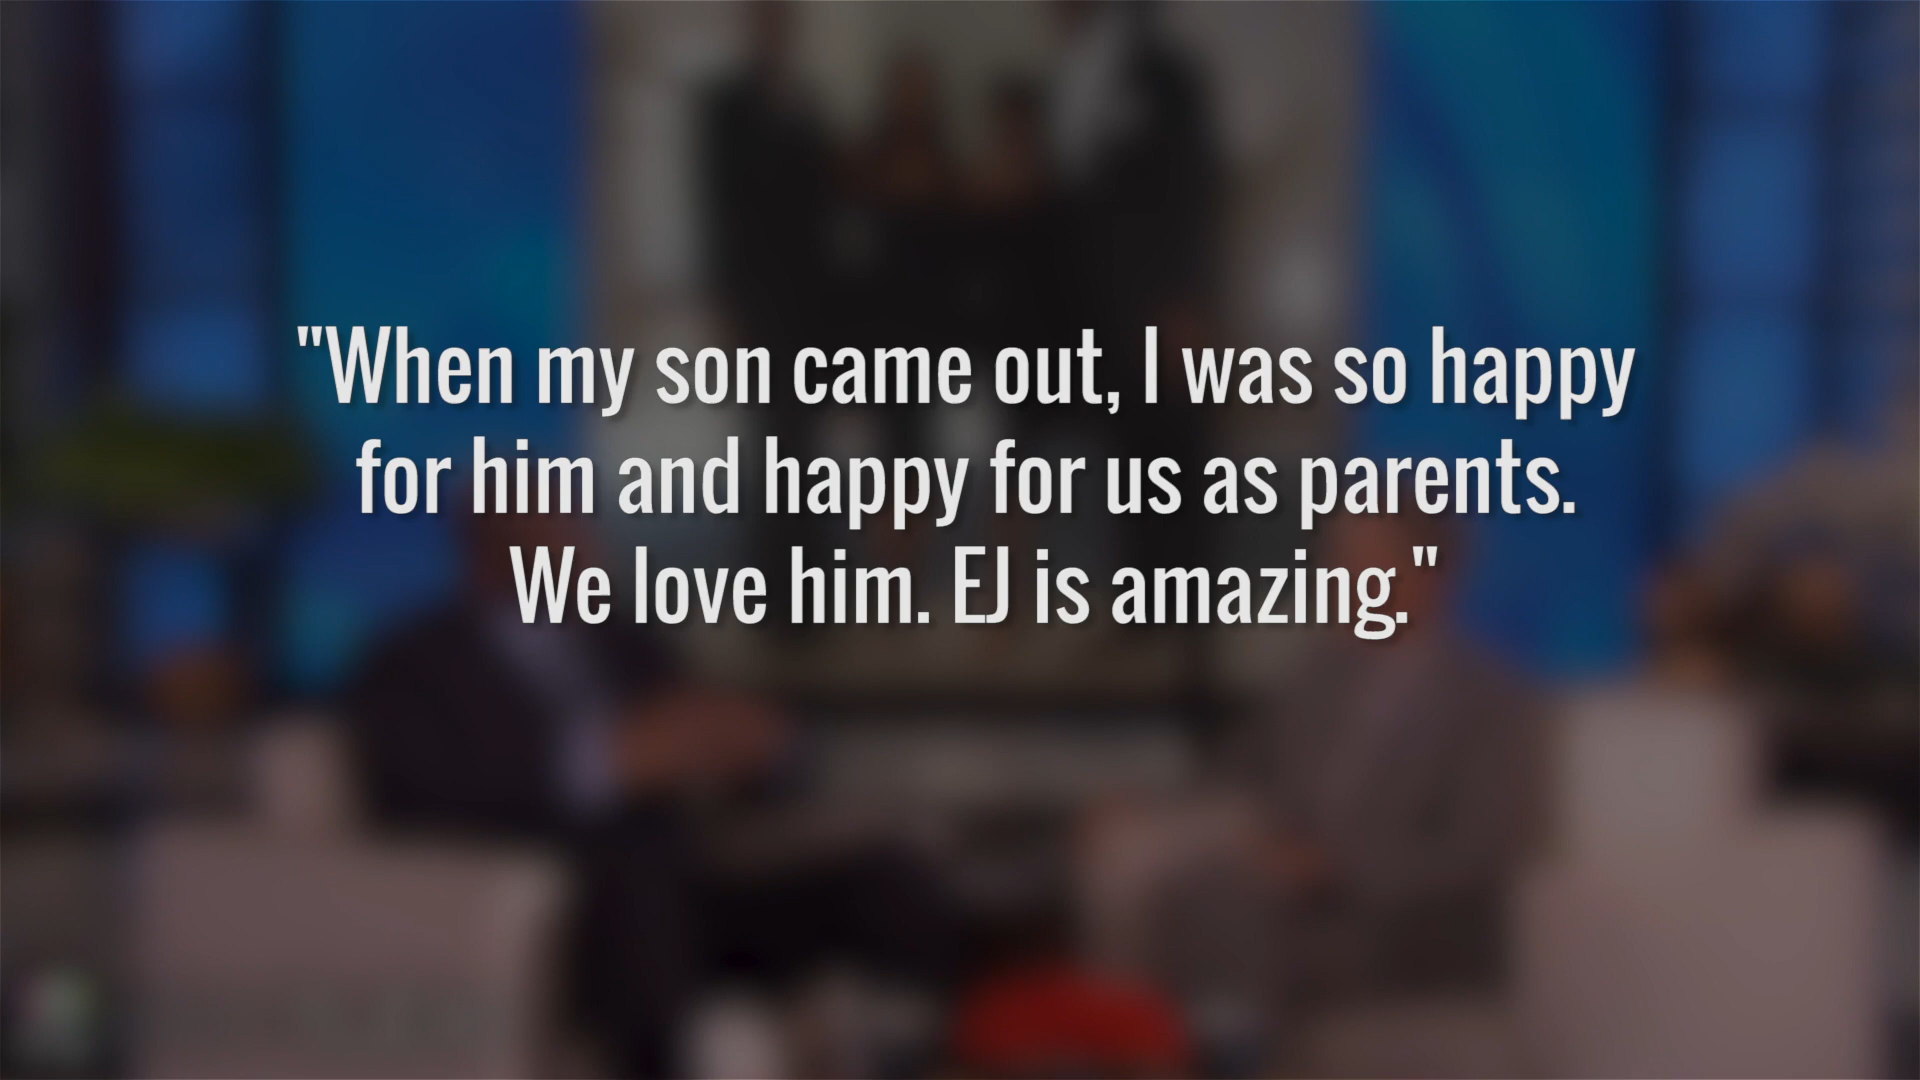 "When my son came out, I was so happy
for him and happy for us as parents.
We love him. EJ is amazing."